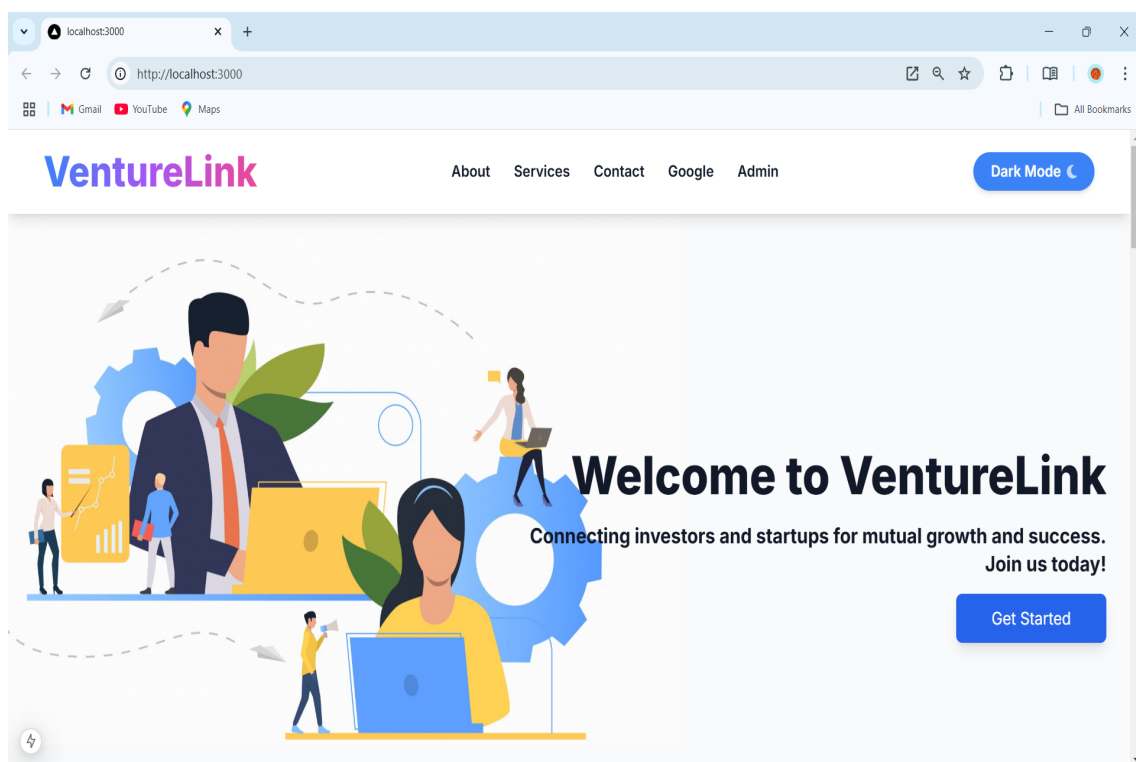 localhost:3000
http://localhost:3000
Gmail YouTube Maps All Bookmarks
VentureLink About Services Contact Google Admin Dark Mode
Welcome to VentureLink
Connecting investors and startups for mutual growth and success.
Join us today!
Get Started